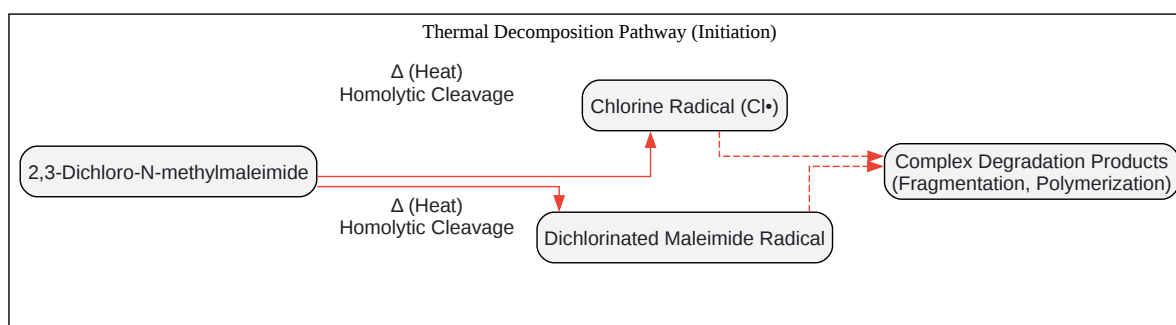 Thermal Decomposition Pathway (Initiation)
Δ (Heat)
Homolytic Cleavage
Chlorine Radical (Cl•)
2,3-Dichloro-N-methylmaleimide
Complex Degradation Products
(Fragmentation, Polymerization)
Δ (Heat)
Homolytic Cleavage
Dichlorinated Maleimide Radical